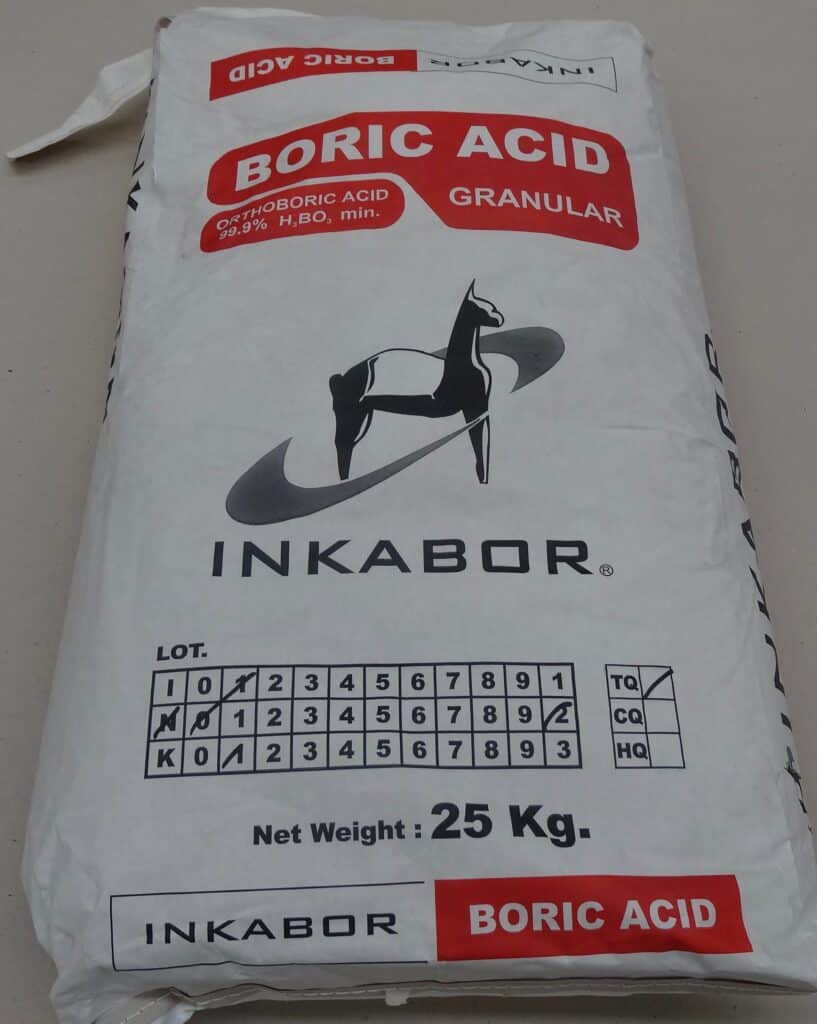 BORIC ACID INKABOR
BORIC ACID
ORTHOBORIC ACID
99.9% H₃BO₃ min.
GRANULAR
INKABOR®
LOT.
I 0 1 2 3 4 5 6 7 8 9 1
N 0 1 2 3 4 5 6 7 8 9 2
K 0 1 2 3 4 5 6 7 8 9 3
TQ
CQ
HQ
Net Weight : 25 Kg.
INKABOR BORIC ACID
INKABOR